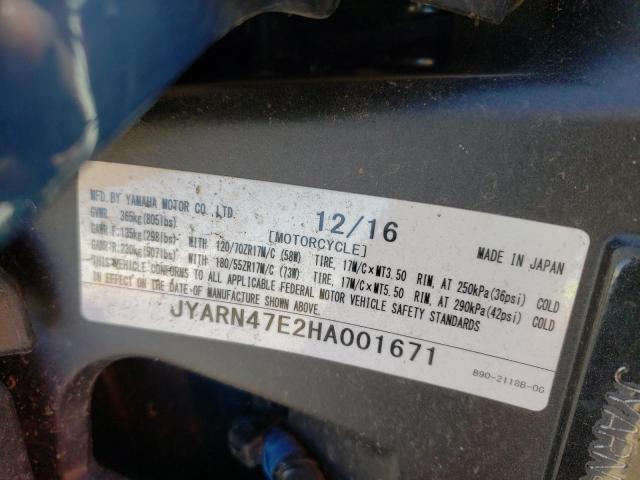 MFD. BY YAMAHA MOTOR CO., LTD. 12/16
GVWR. 365kg(805lbs) [MOTORCYCLE] MADE IN JAPAN
GAWR F. 135kg(298lbs)- WITH 120/70ZR17M/C (58W) TIRE, 17M/C×MT3.50 RIM, AT 250kPa(36psi) COLD
GAWR R. 230kg(507lbs)- WITH 180/55ZR17M/C (73W) TIRE, 17M/C×MT5.50 RIM, AT 290kPa(42psi) COLD
THIS VEHICLE CONFORMS TO ALL APPLICABLE FEDERAL MOTOR VEHICLE SAFETY STANDARDS
IN EFFECT ON THE DATE OF MANUFACTURE SHOWN ABOVE.
JYARN47E2HA001671
B90-2118B-0G